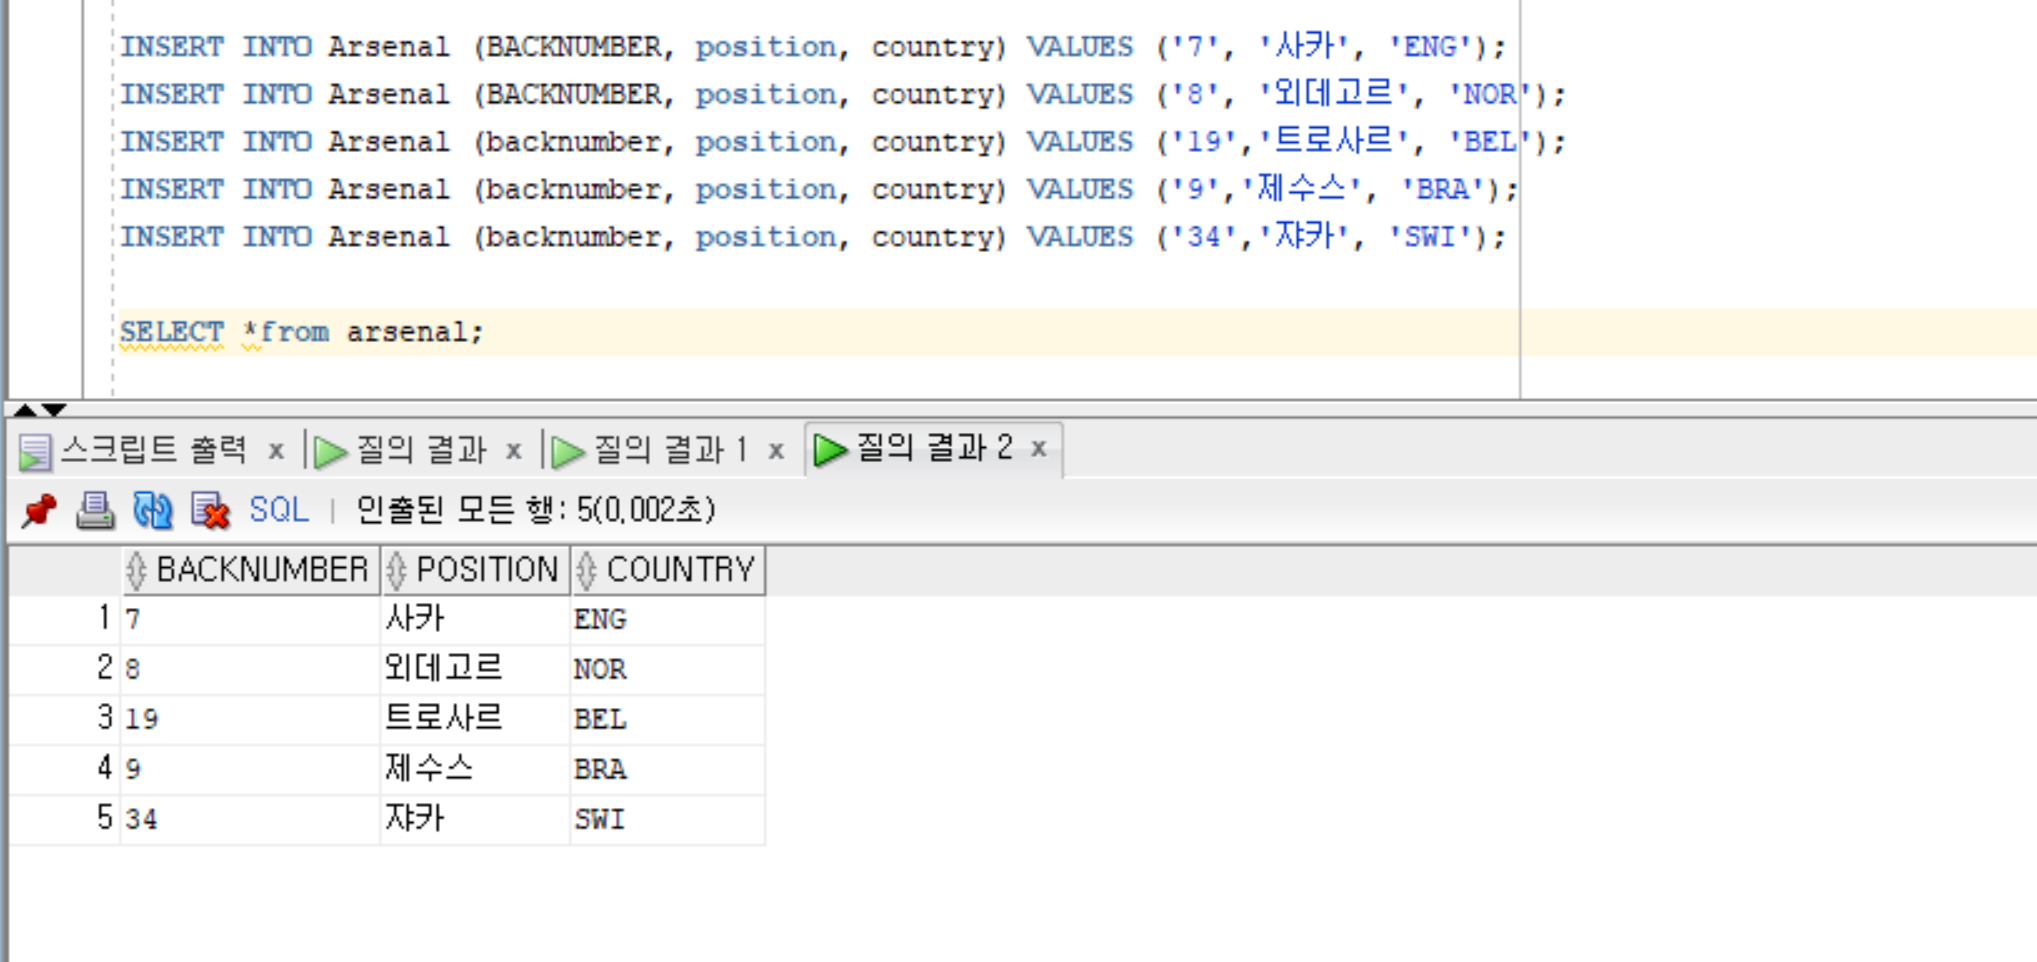 INSERT INTO Arsenal (BACKNUMBER, position, country) VALUES ('7', '사카', 'ENG');
INSERT INTO Arsenal (BACKNUMBER, position, country) VALUES ('8', '외데고르', 'NOR');
INSERT INTO Arsenal (backnumber, position, country) VALUES ('19','트로사르', 'BEL');
INSERT INTO Arsenal (backnumber, position, country) VALUES ('9','제수스', 'BRA');
INSERT INTO Arsenal (backnumber, position, country) VALUES ('34','쟈카', 'SWI');
SELECT *from arsenal;
스크립트 출력 x 질의 결과 x 질의 결과 1 x 질의 결과 2 x
SQL | 인출된 모든 행: 5(0,002초)
BACKNUMBER POSITION COUNTRY
1 7 사카 ENG
2 8 외데고르 NOR
3 19 트로사르 BEL
4 9 제수스 BRA
5 34 쟈카 SWI